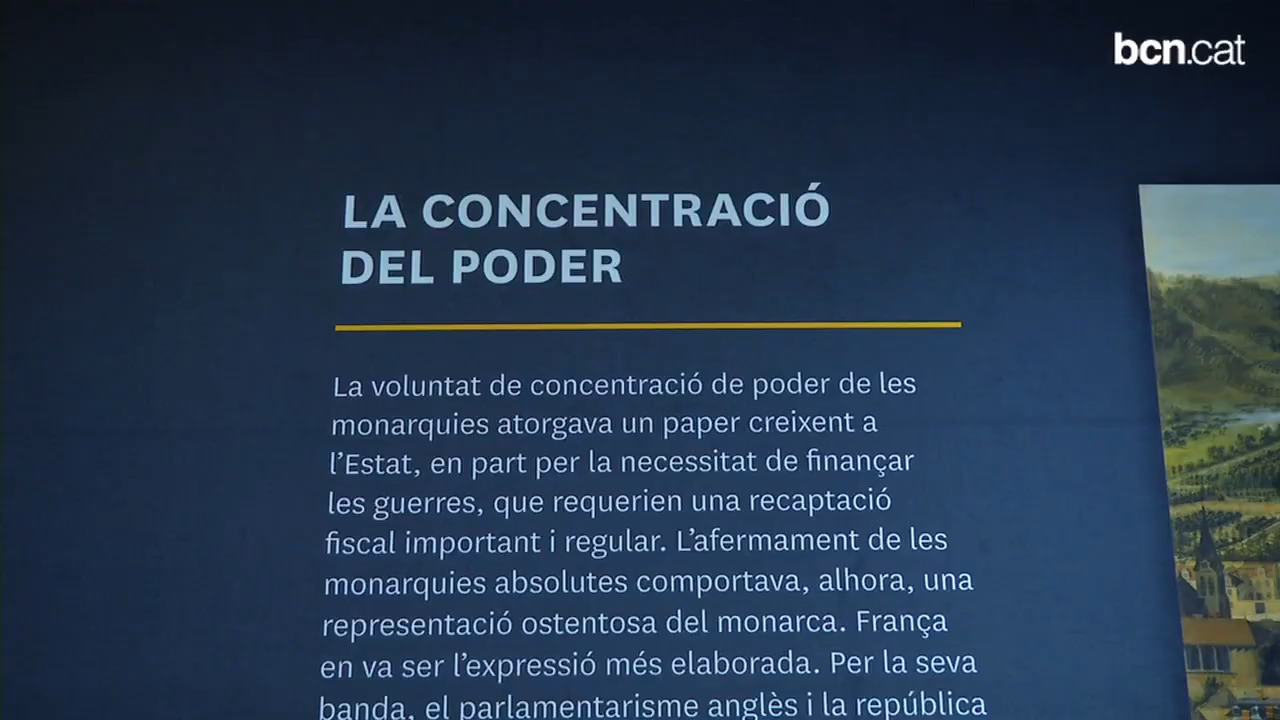 bcn.cat
LA CONCENTRACIÓ
DEL PODER
La voluntat de concentració de poder de les
monarquies atorgava un paper creixent a
l’Estat, en part per la necessitat de finançar
les guerres, que requerien una recaptació
fiscal important i regular. L’afermament de les
monarquies absolutes comportava, alhora, una
representació ostentosa del monarca. França
en va ser l’expressió més elaborada. Per la seva
banda, el parlamentarisme anglès i la república